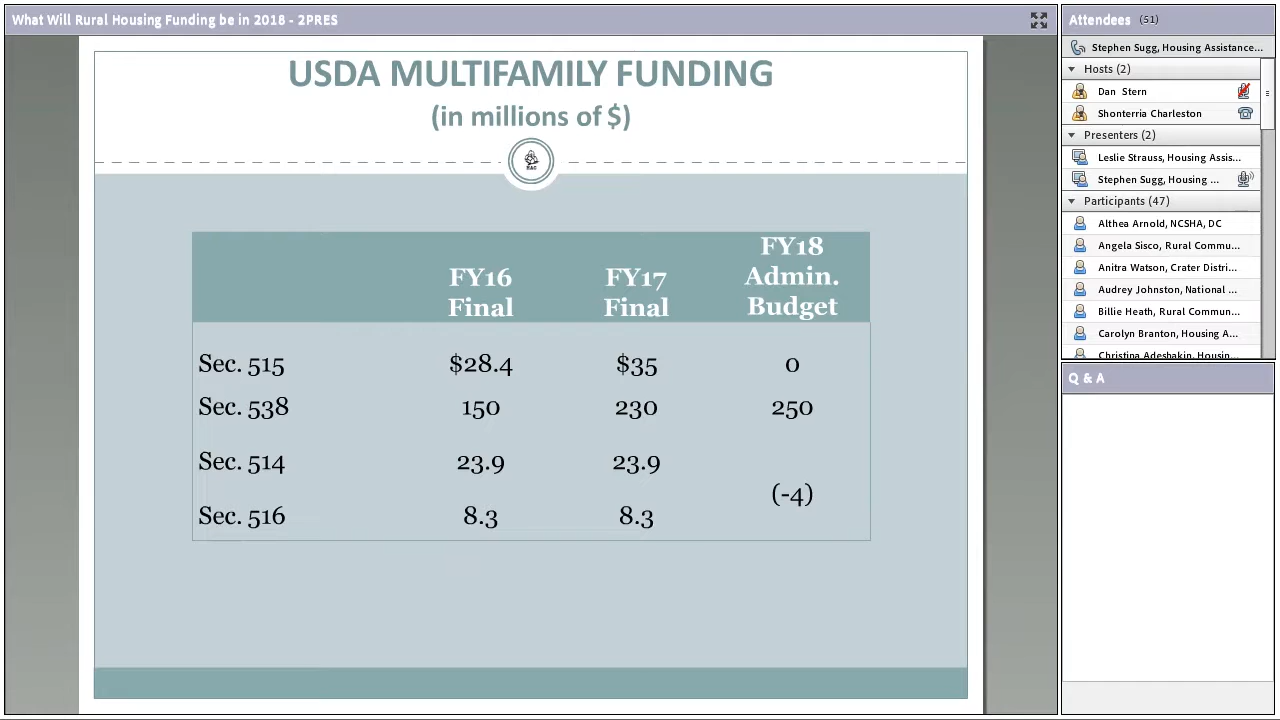 What Will Rural Housing Funding be in 2018 - 2PRES
USDA MULTIFAMILY FUNDING
(in millions of $)
FY16 Final
FY17 Final
FY18 Admin. Budget
Sec. 515 $28.4 $35 0
Sec. 538 150 230 250
Sec. 514 23.9 23.9
(-4)
Sec. 516 8.3 8.3
Attendees (51)
Stephen Sugg, Housing Assistance...
Hosts (2)
Dan Stern
Shonterria Charleston
Presenters (2)
Leslie Strauss, Housing Assis...
Stephen Sugg, Housing ...
Participants (47)
Althea Arnold, NCSHA, DC
Angela Sisco, Rural Commu...
Anitra Watson, Crater Distri...
Audrey Johnston, National ...
Billie Heath, Rural Commun...
Carolyn Branton, Housing A...
Christina Adeshakin, Housin...
Q & A